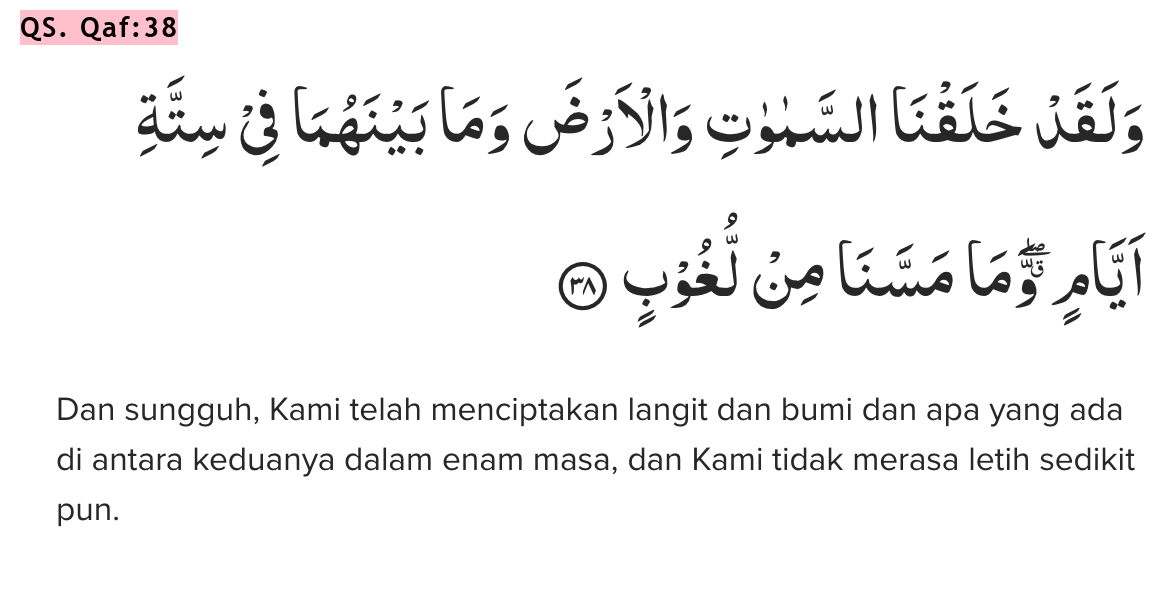 QS. Qaf:38
وَلَقَدْ خَلَقْنَا السَّمٰوٰتِ وَالْاَرْضَ وَمَا بَيْنَهُمَا فِيْ سِتَّةِ
اَيَّامٍۖ وَّمَا مَسَّنَا مِنْ لُّغُوْبٍ ٣٨
Dan sungguh, Kami telah menciptakan langit dan bumi dan apa yang ada
di antara keduanya dalam enam masa, dan Kami tidak merasa letih sedikit
pun.